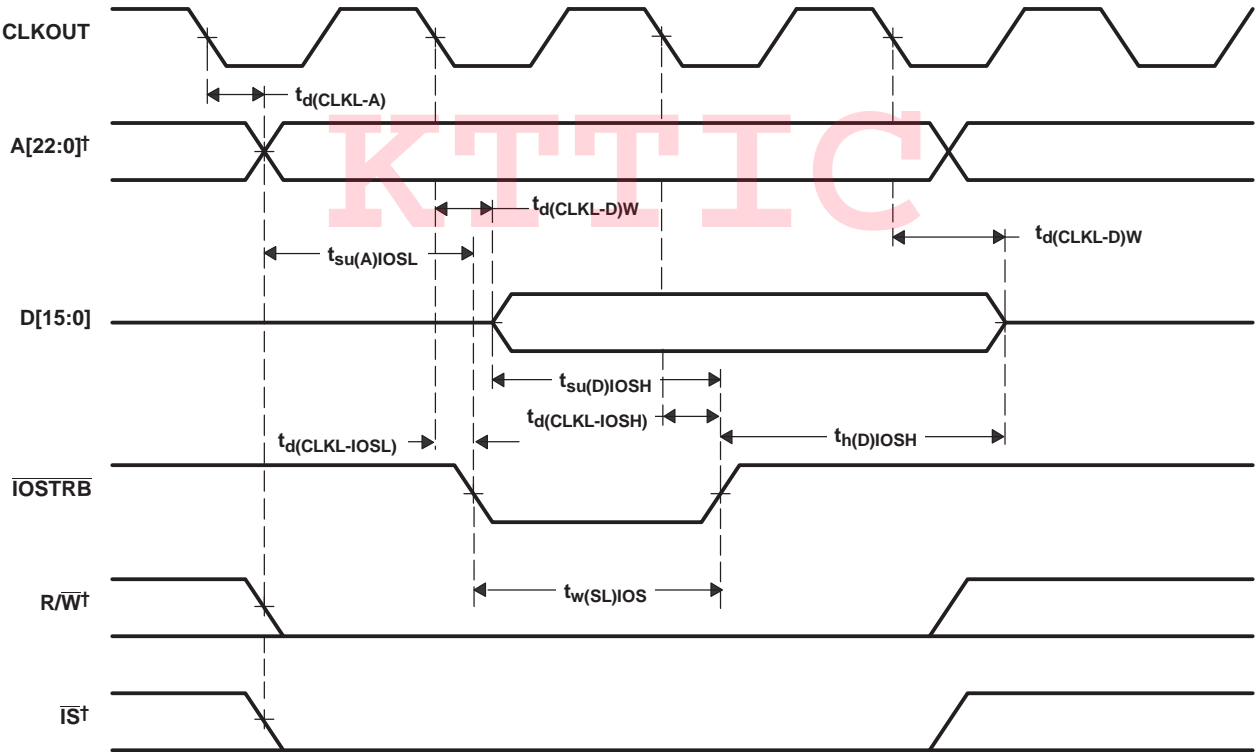 CLKOUT
td(CLKL-A)
A[22:0]†
KTTIC
td(CLKL-D)W
td(CLKL-D)W
tsu(A)IOSL
D[15:0]
tsu(D)IOSH
td(CLKL-IOSH)
td(CLKL-IOSL)
th(D)IOSH
IOSTRB
tw(SL)IOS
R/W†
IS†